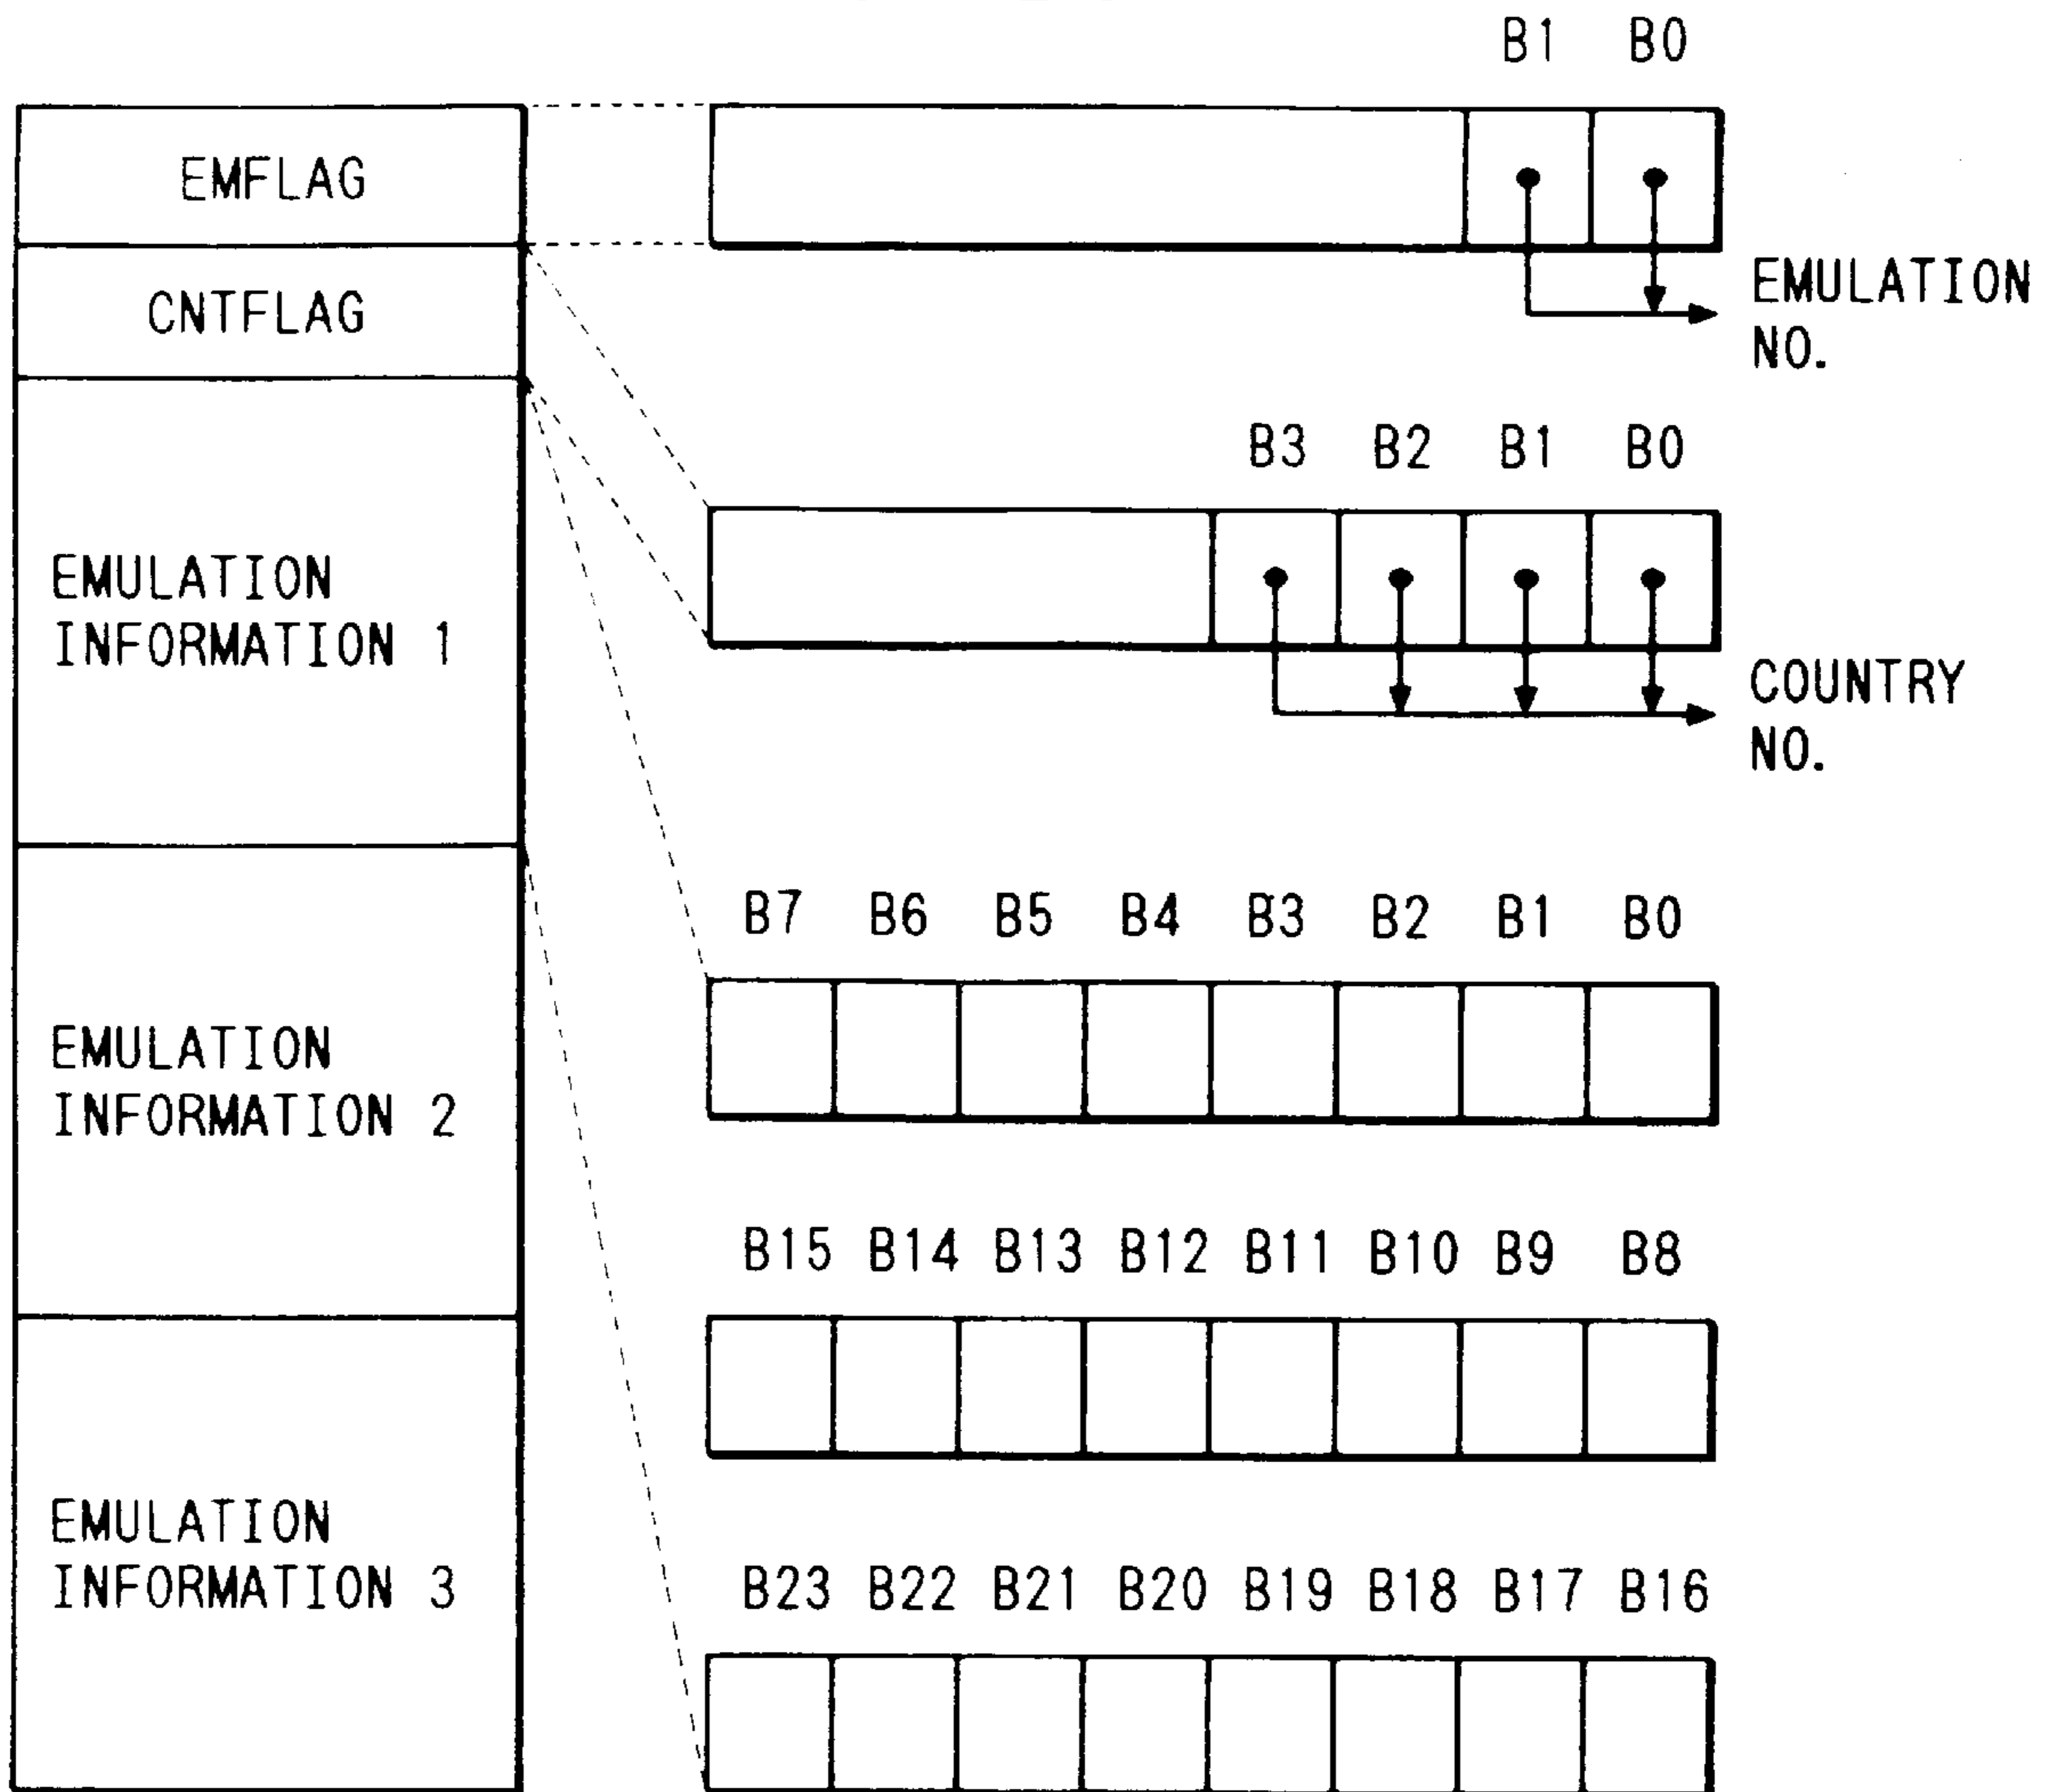 B1 B0
EMFLAG
EMULATION
NO.
CNTFLAG
B3 B2 B1 B0
COUNTRY
NO.
EMULATION
INFORMATION 1
B7 B6 B5 B4 B3 B2 B1 B0
EMULATION
INFORMATION 2
B15 B14 B13 B12 B11 B10 B9 B8
EMULATION
INFORMATION 3
B23 B22 B21 B20 B19 B18 B17 B16